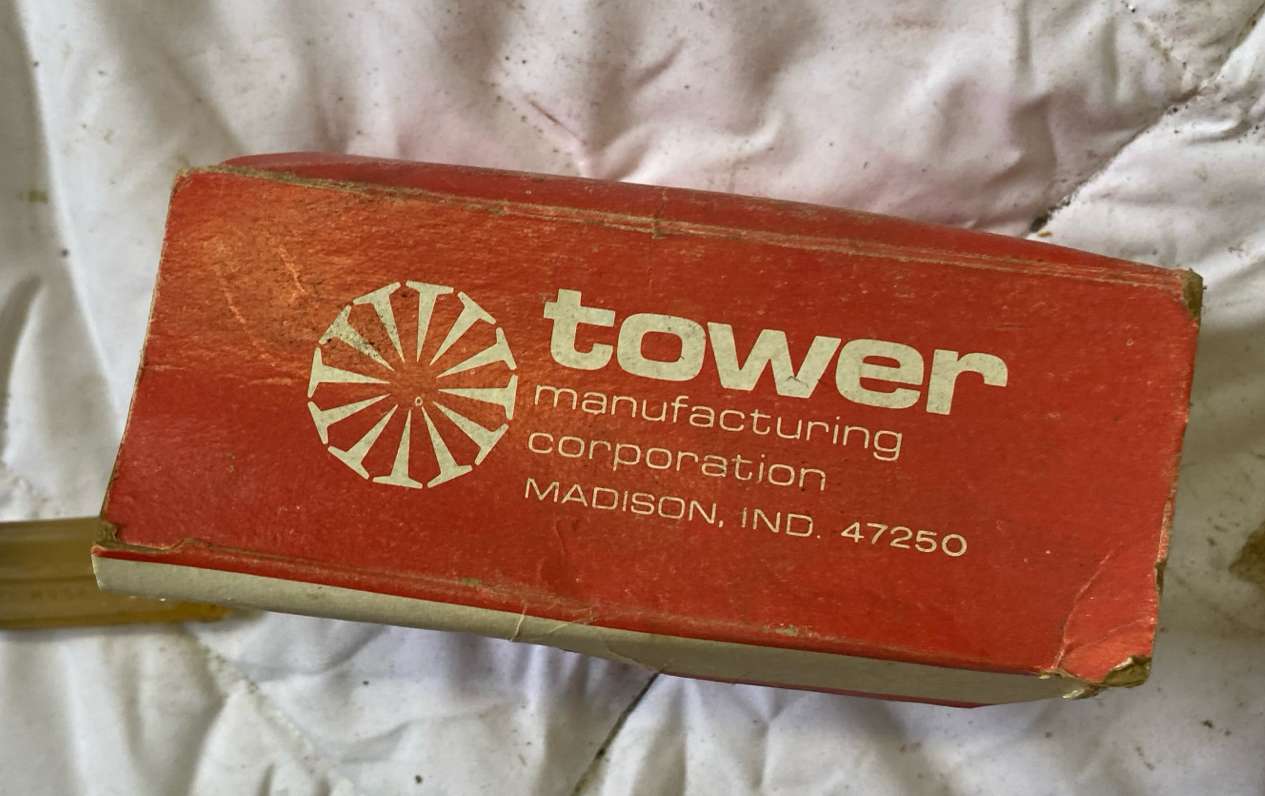 tower
manufacturing
corporation
MADISON, IND. 47250